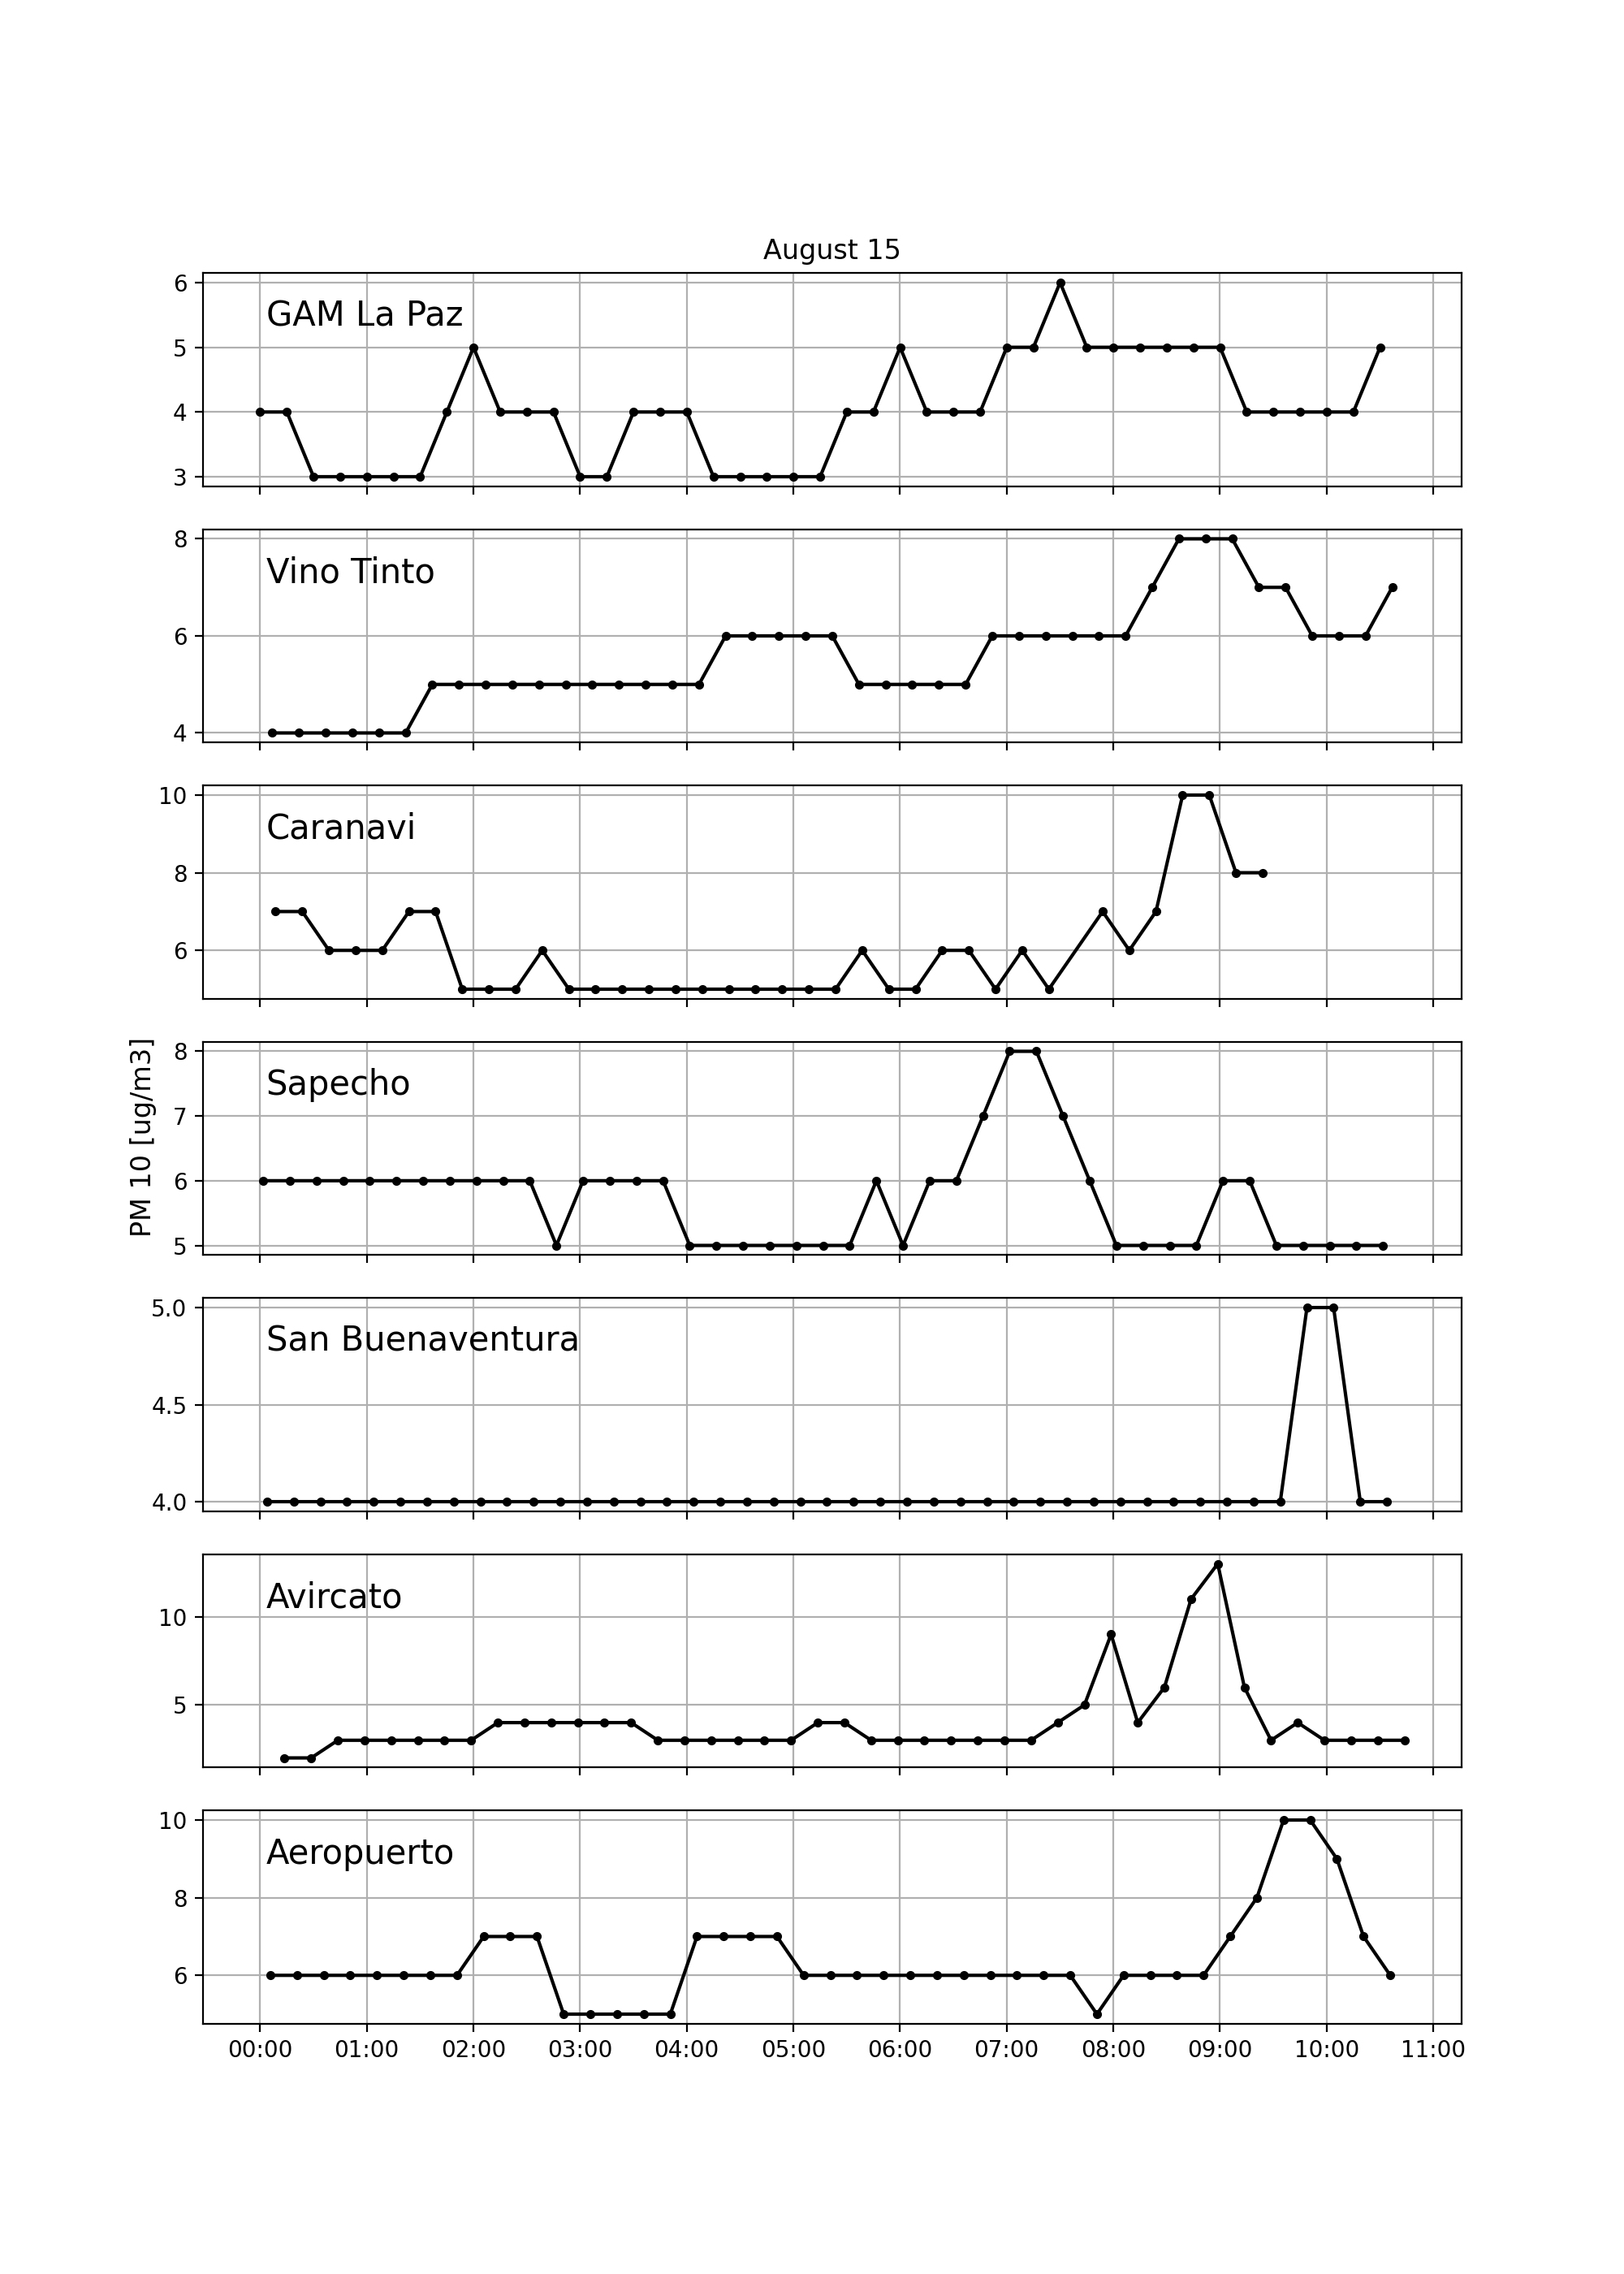 August 15
6
GAM La Paz
5
4
3
8
Vino Tinto
6
4
10
Caranavi
8
6
PM 10 [ug/m3]
8
Sapecho
7
6
5
5.0
San Buenaventura
4.5
4.0
Avircato
10
5
10
Aeropuerto
8
6
00:00 01:00 02:00 03:00 04:00 05:00 06:00 07:00 08:00 09:00 10:00 11:00